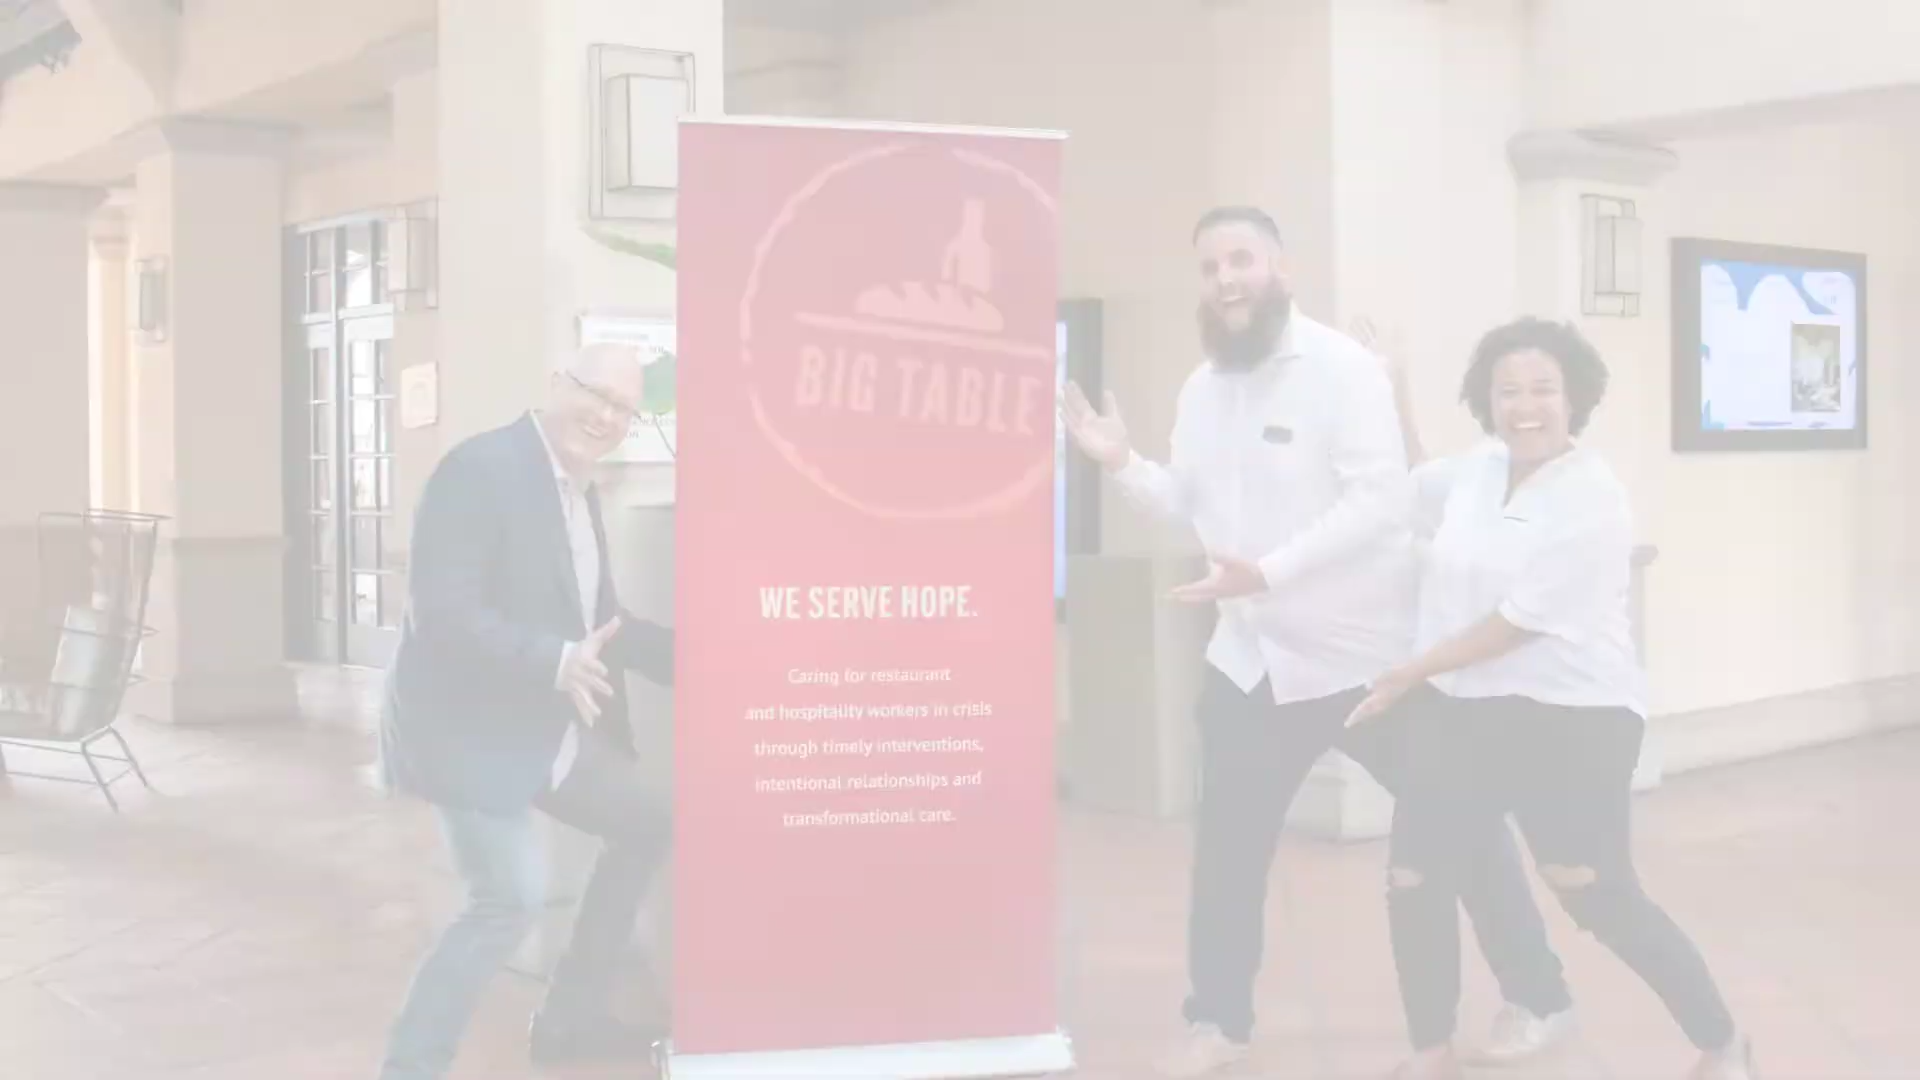 BIG TABLE
WE SERVE HOPE.
Caring for restaurant
and hospitality workers in crisis
through timely interventions,
intentional relationships and
transformational care.